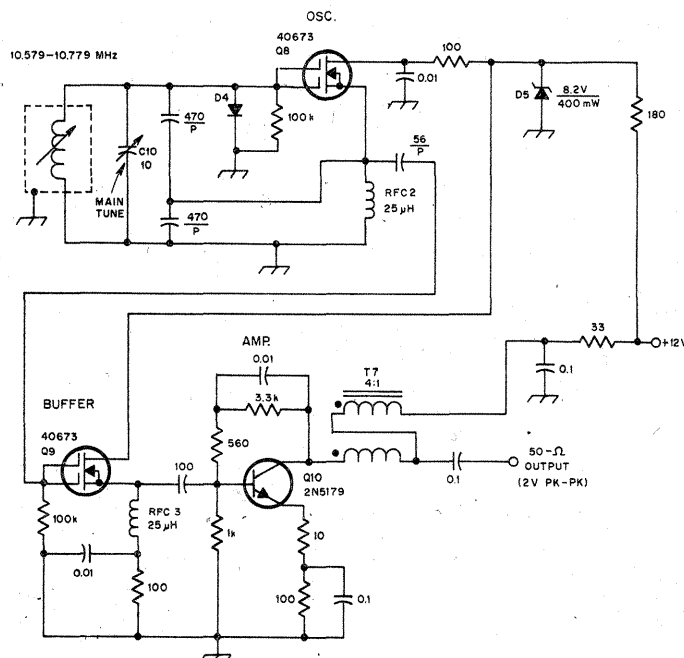 OSC.
10.579–10.779 MHz
40673
Q8
100
0.01
D5
8.2V
400 mW
180
D4
100k
470
P
C10
10
MAIN
TUNE
56
P
RFC 2
25 μH
470
P
33
+12V
0.1
AMP.
0.01
T7
4:1
3.3k
BUFFER
40673
Q9
560
100
Q10
2N5179
0.1
50-Ω
OUTPUT
(2V PK-PK)
100k
RFC 3
25 μH
1k
10
0.01
100
100
0.1